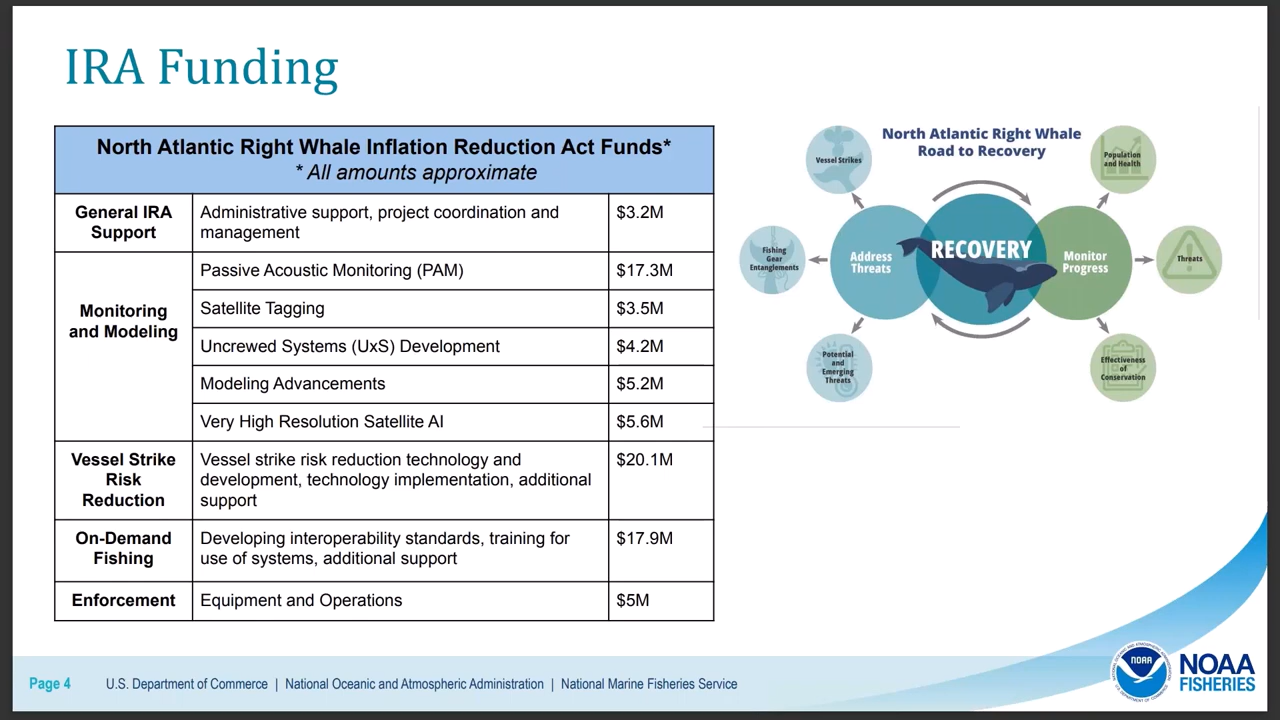 IRA Funding
North Atlantic Right Whale Inflation Reduction Act Funds*
* All amounts approximate
General IRA
Support
Administrative support, project coordination and
management
$3.2M
Monitoring
and Modeling
Passive Acoustic Monitoring (PAM)
$17.3M
Satellite Tagging
$3.5M
Uncrewed Systems (UxS) Development
$4.2M
Modeling Advancements
$5.2M
Very High Resolution Satellite AI
$5.6M
Vessel Strike
Risk
Reduction
Vessel strike risk reduction technology and
development, technology implementation, additional
support
$20.1M
On-Demand
Fishing
Developing interoperability standards, training for
use of systems, additional support
$17.9M
Enforcement
Equipment and Operations
$5M
North Atlantic Right Whale
Road to Recovery
Vessel Strikes
Fishing
Gear
Entanglements
Potential
and
Emerging
Threats
Address
Threats
RECOVERY
Monitor
Progress
Population
and Health
Threats
Effectiveness
of
Conservation
Page 4
U.S. Department of Commerce | National Oceanic and Atmospheric Administration | National Marine Fisheries Service
NOAA
NOAA
FISHERIES